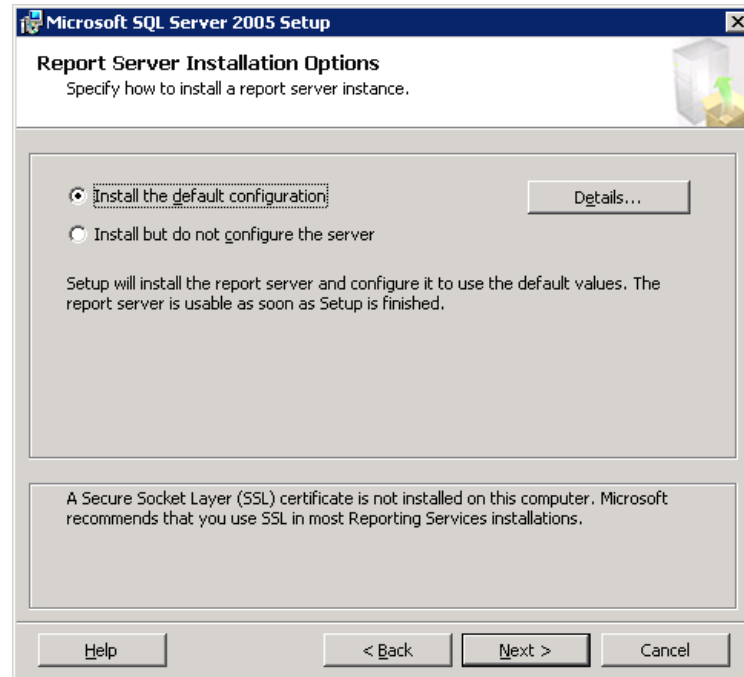 Microsoft SQL Server 2005 Setup
Report Server Installation Options
Specify how to install a report server instance.
Install the default configuration
Details...
Install but do not configure the server
Setup will install the report server and configure it to use the default values. The
report server is usable as soon as Setup is finished.
A Secure Socket Layer (SSL) certificate is not installed on this computer. Microsoft
recommends that you use SSL in most Reporting Services installations.
Help
< Back
Next >
Cancel